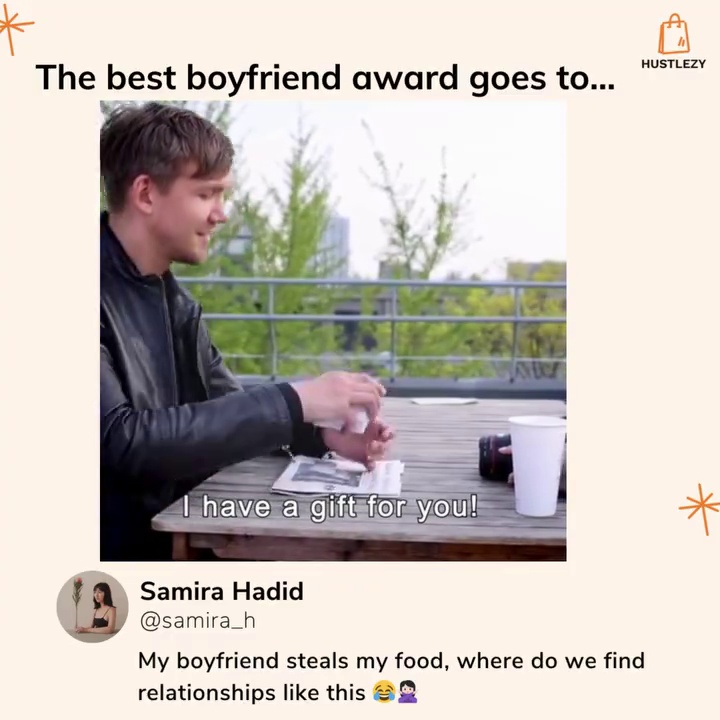 HUSTLEZY
The best boyfriend award goes to...
I have a gift for you!
Samira Hadid
@samira_h
My boyfriend steals my food, where do we find
relationships like this 😂🤦🏻‍♀️